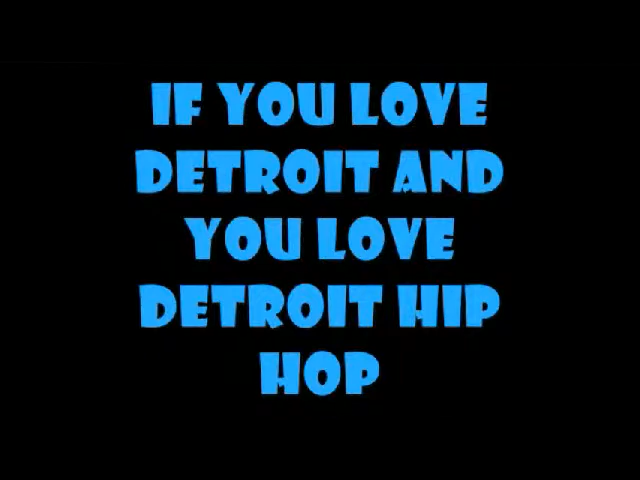 IF YOU LOVE
DETROIT AND
YOU LOVE
DETROIT HIP
HOP